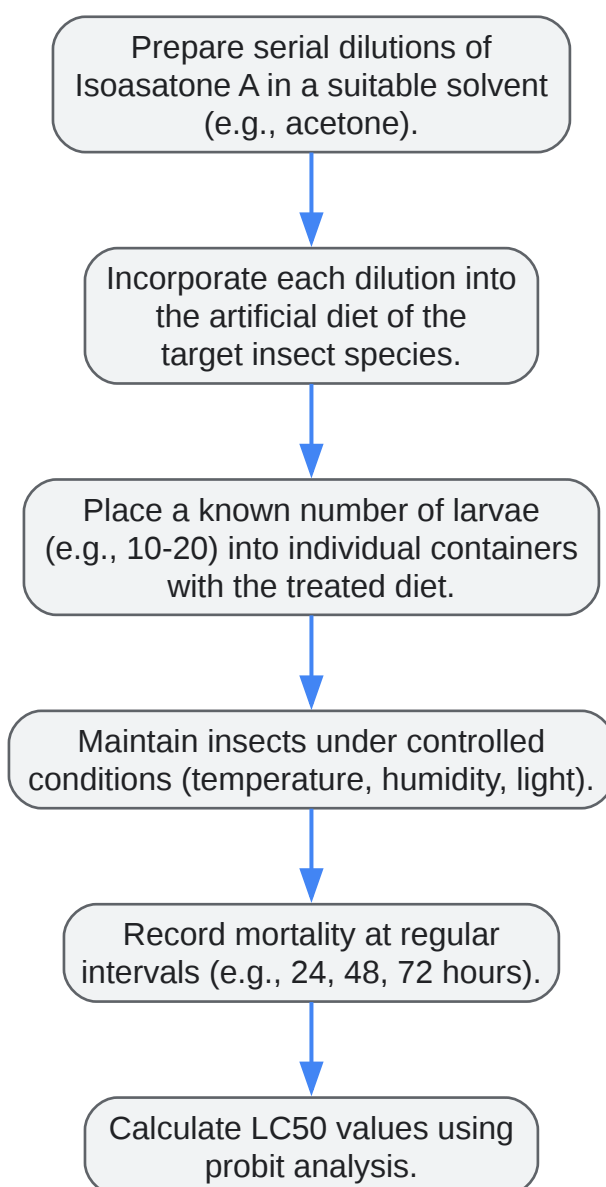 Prepare serial dilutions of
Isoasatone A in a suitable solvent
(e.g., acetone).
Incorporate each dilution into
the artificial diet of the
target insect species.
Place a known number of larvae
(e.g., 10-20) into individual containers
with the treated diet.
Maintain insects under controlled
conditions (temperature, humidity, light).
Record mortality at regular
intervals (e.g., 24, 48, 72 hours).
Calculate LC50 values using
probit analysis.